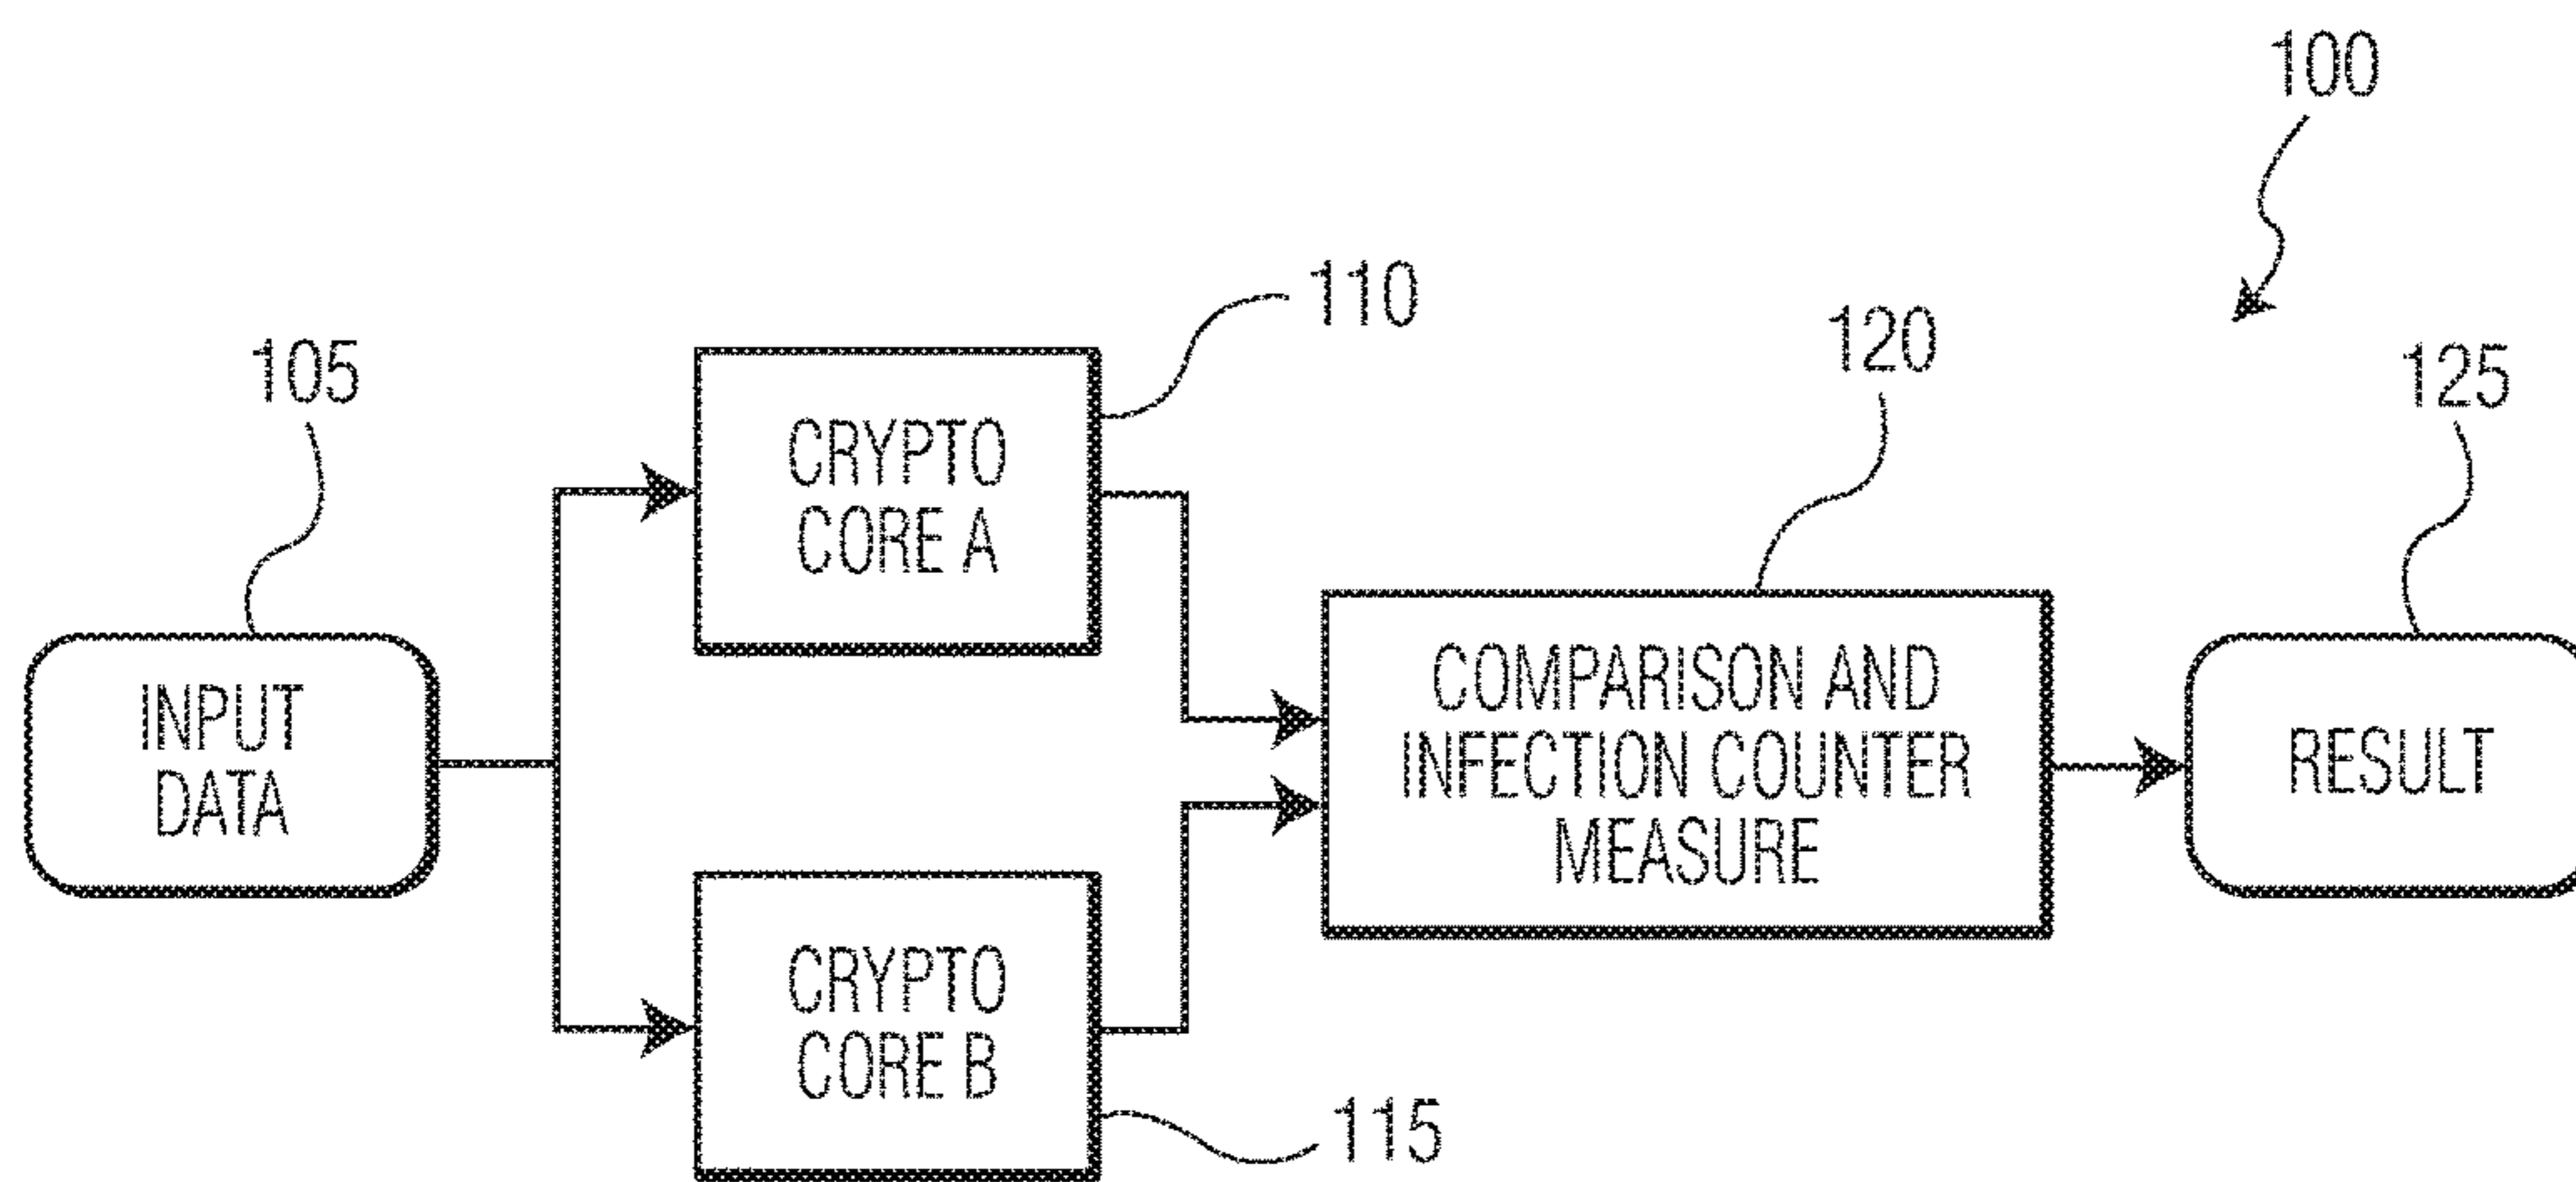 100
110
120
105
125
CRYPTO
CORE A
INPUT
DATA
COMPARISON AND
INFECTION COUNTER
MEASURE
RESULT
CRYPTO
CORE B
115